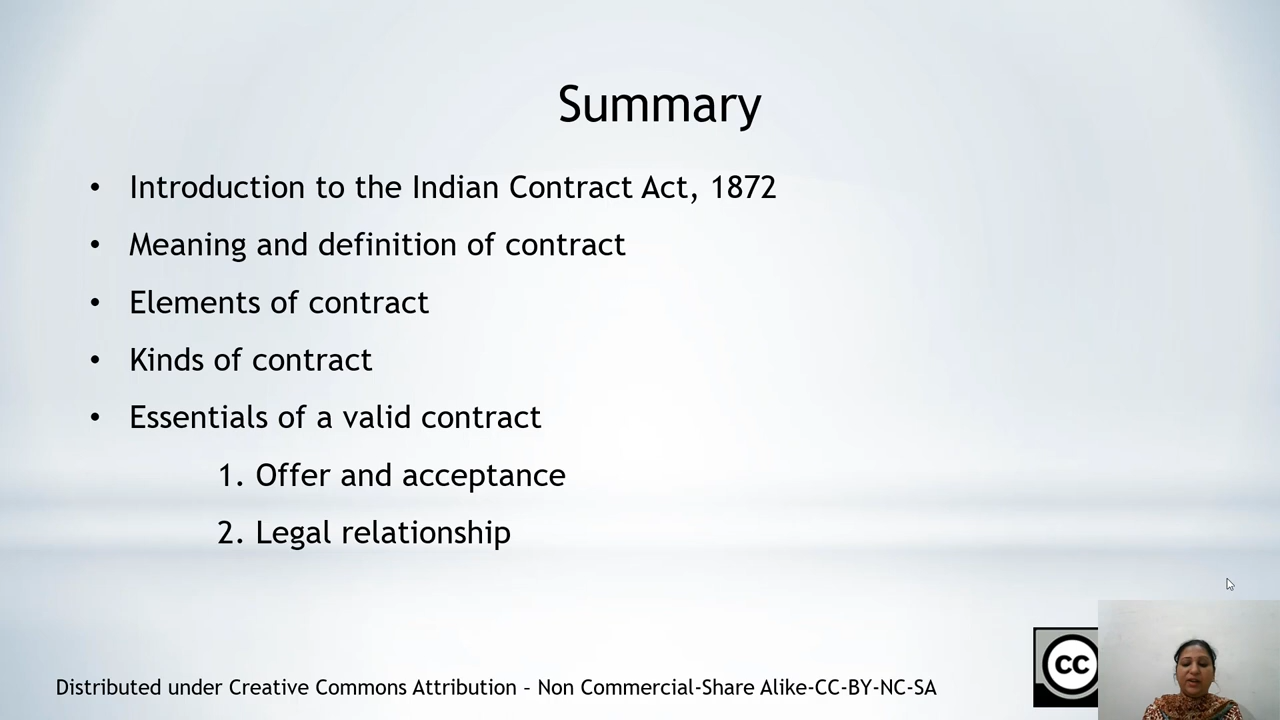 Summary
• Introduction to the Indian Contract Act, 1872
• Meaning and definition of contract
• Elements of contract
• Kinds of contract
• Essentials of a valid contract
1. Offer and acceptance
2. Legal relationship
Distributed under Creative Commons Attribution – Non Commercial-Share Alike-CC-BY-NC-SA
cc